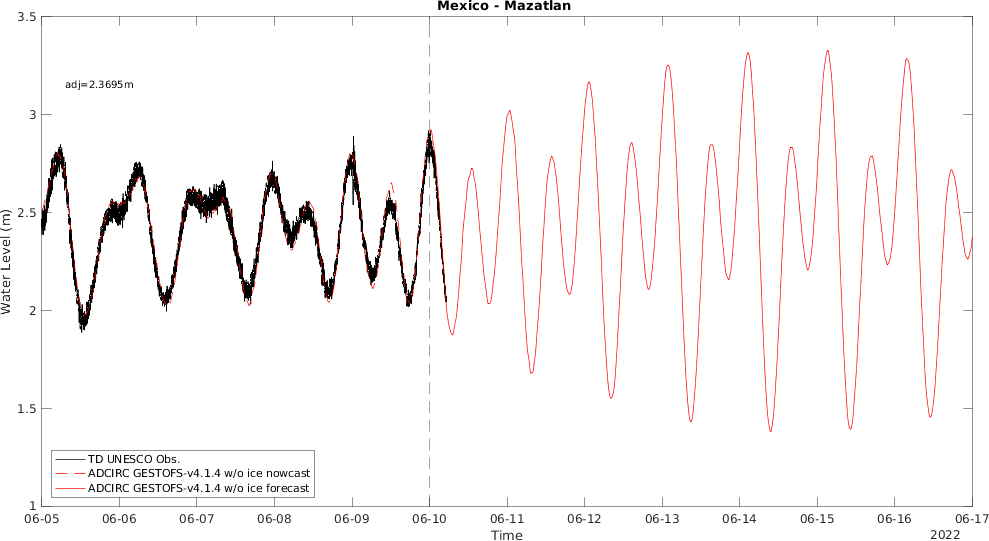 Mexico - Mazatlan
3.5
adj=2.3695m
3
2.5
2
1.5
1
Water Level (m)
TD UNESCO Obs.
ADCIRC GESTOFS-v4.1.4 w/o ice nowcast
ADCIRC GESTOFS-v4.1.4 w/o ice forecast
06-05 06-06 06-07 06-08 06-09 06-10 06-11 06-12 06-13 06-14 06-15 06-16 06-17
Time
2022